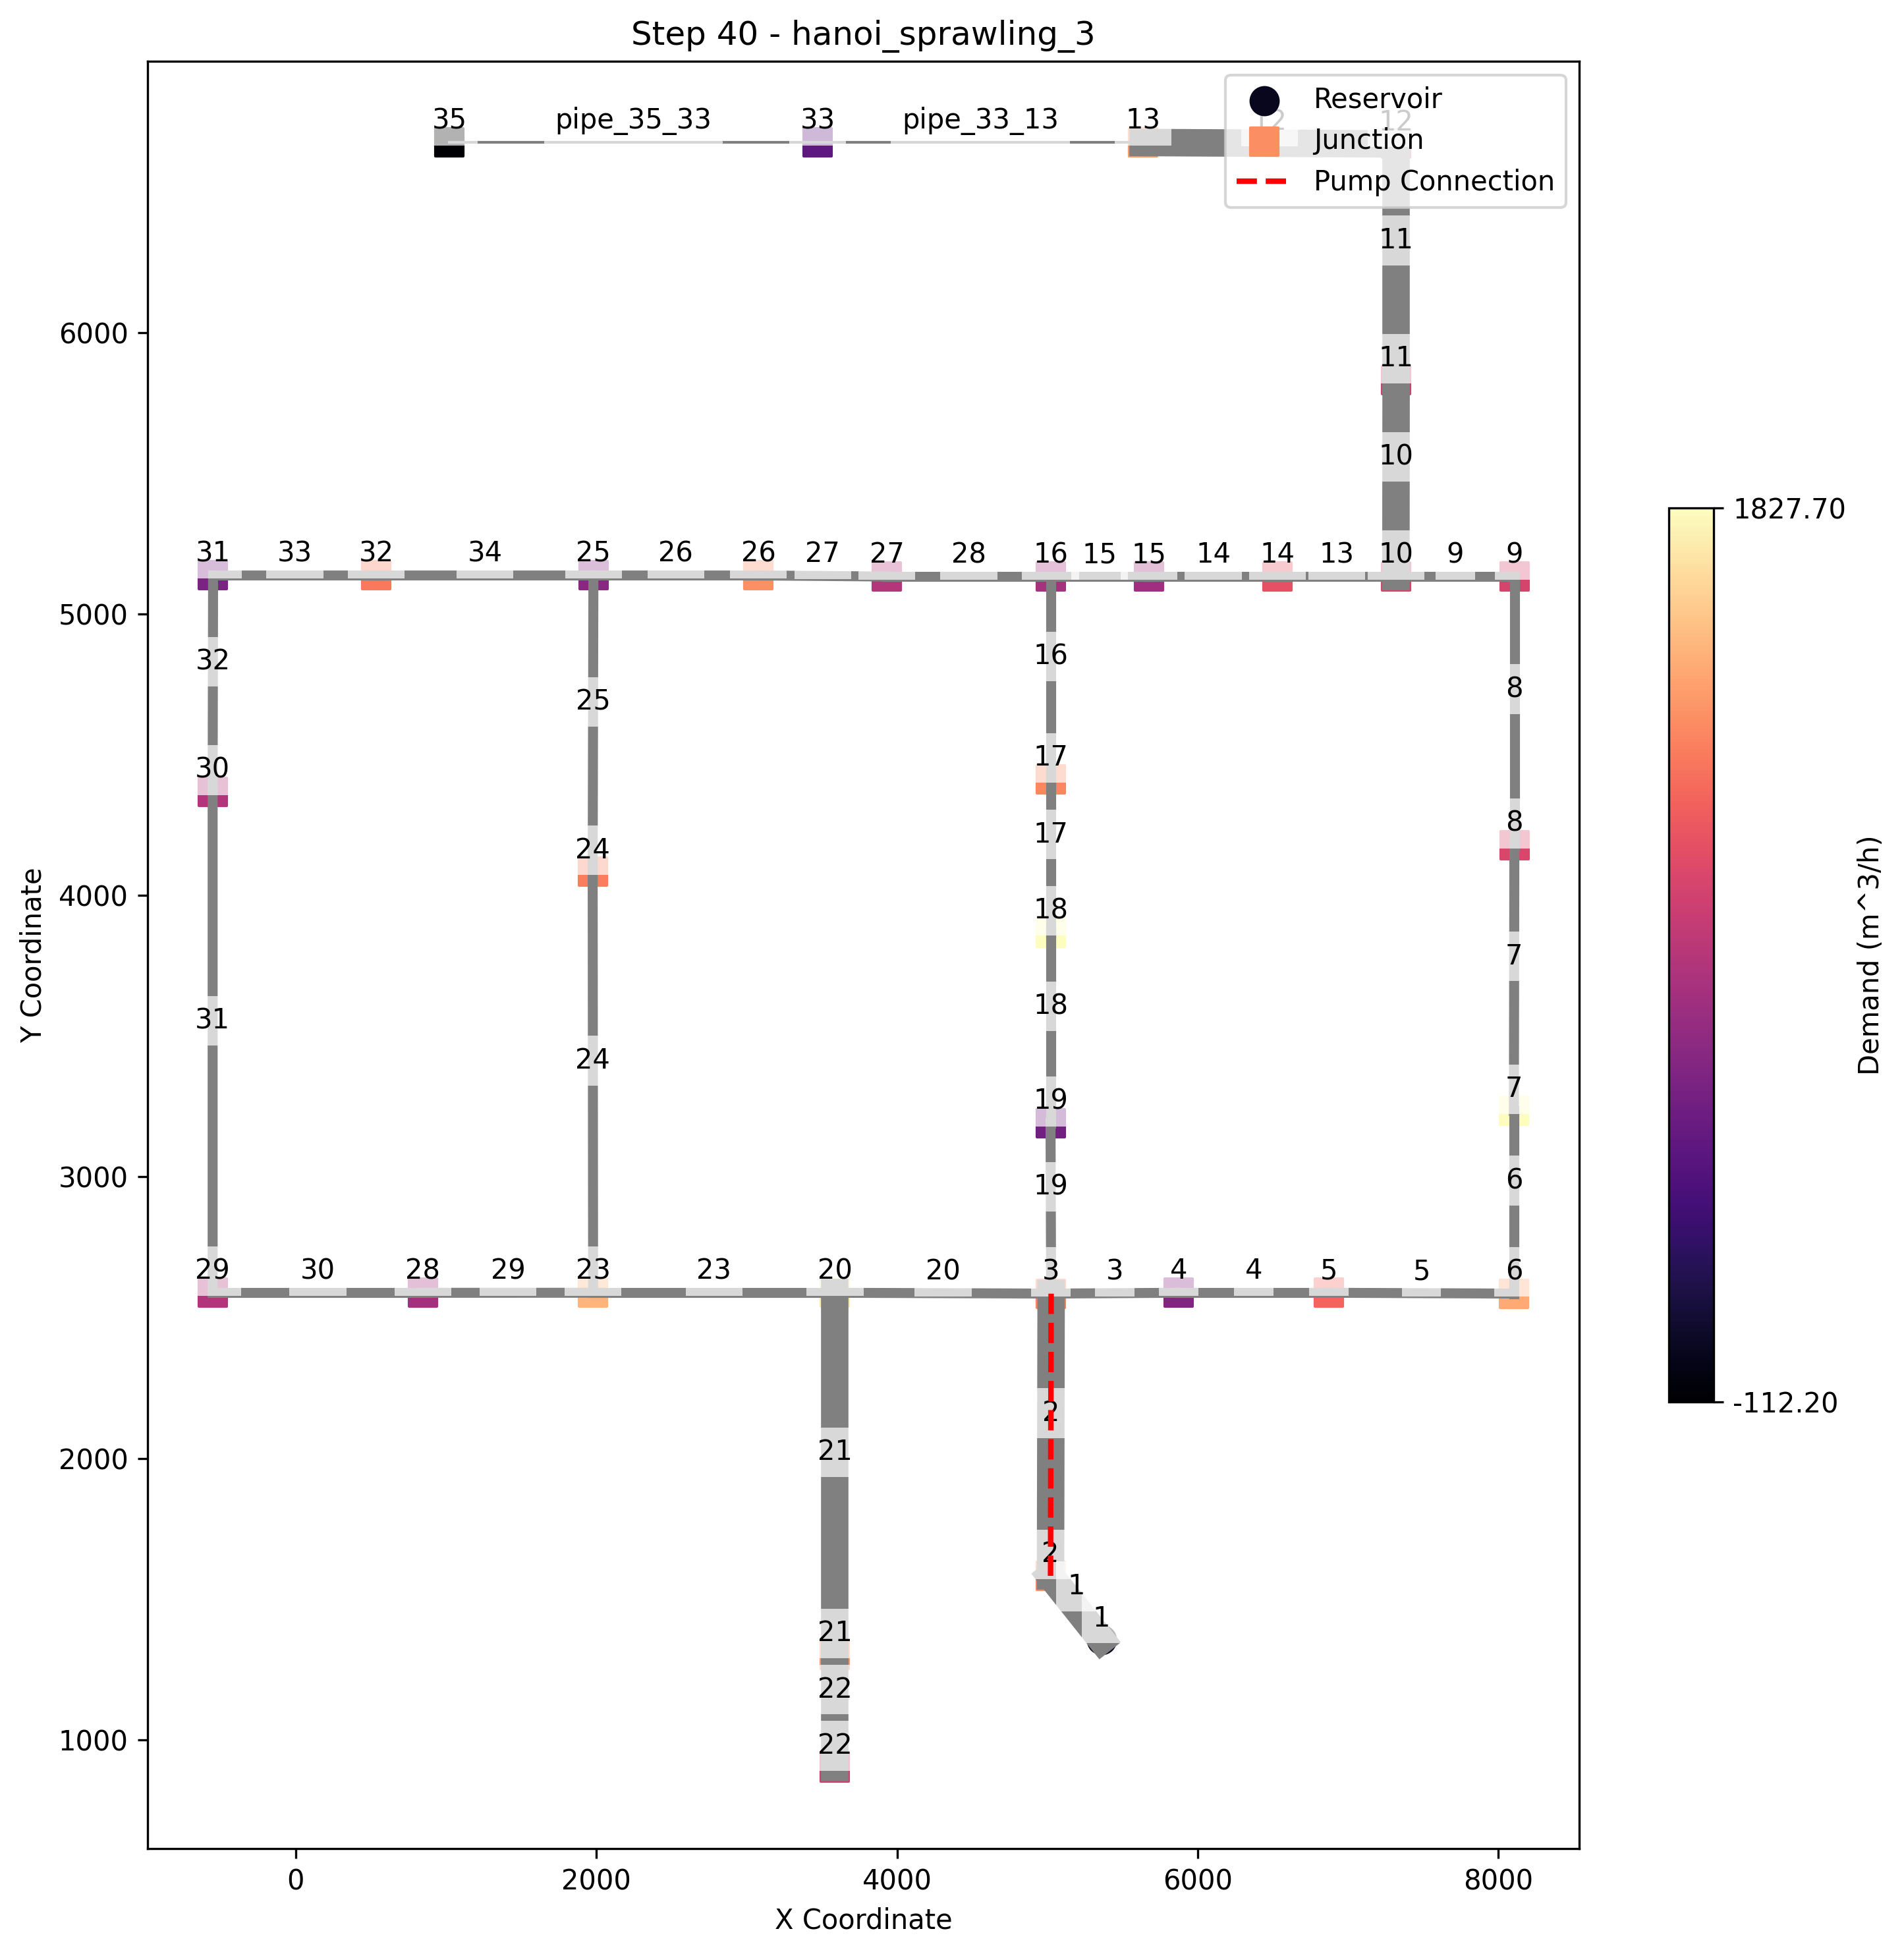 Step 40 - hanoi_sprawling_3
35 pipe_35_33 33 pipe_33_13 13 12 12
Reservoir
Junction
Pump Connection
11
6000
11
10
1827.70
31 33 32 34 25 26 26 27 27 28 16 15 15 14 14 13 10 9 9
5000
32 16
25 8
30 17
24 17 8
4000
18
7
18
31
24
19 7
3000
19 6
29 30 28 29 23 23 20 20 3 3 4 4 5 5 6
-112.20
2
21
2000
2
1
1
21
22
22
1000
0 2000 4000 6000 8000
X Coordinate
Y Coordinate
Demand (m^3/h)